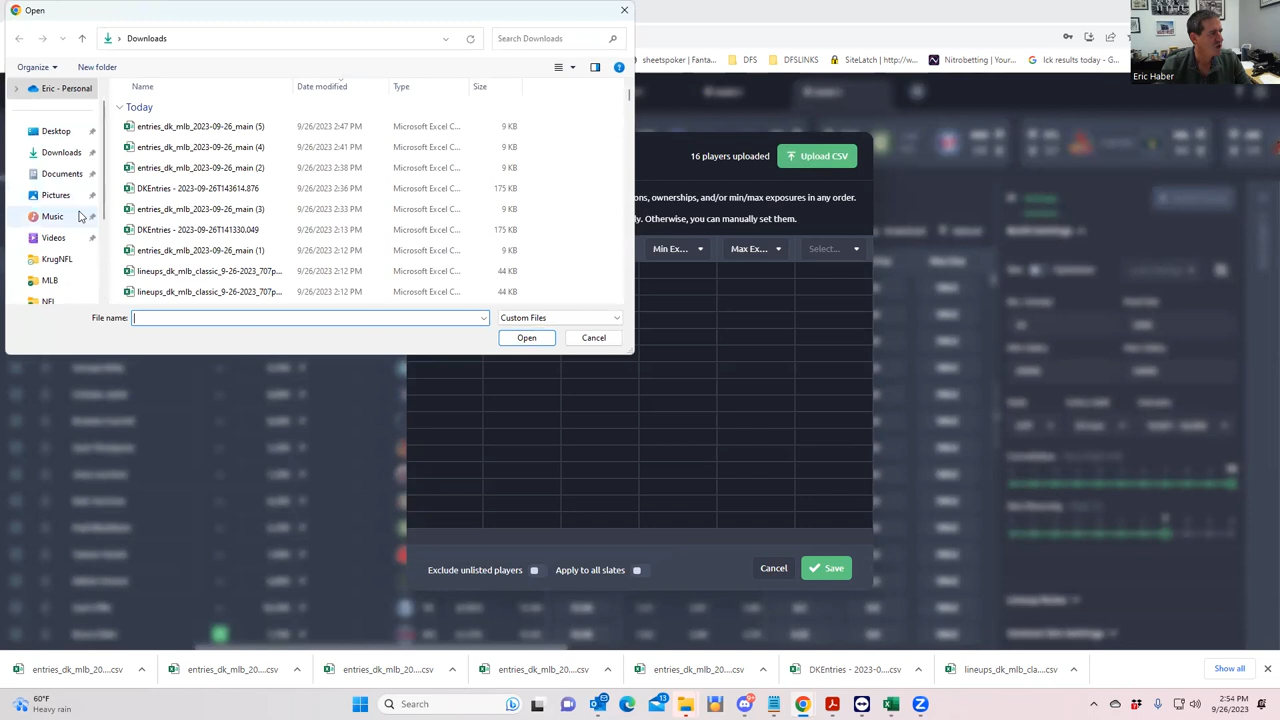 Open
Downloads
Search Downloads
sheetspoker
DFS
DFSLINKS
SiteLatch | http://w...
Nitrobetting | http:/...
lck results today - G...
Eric Haber
Organize
New folder
Eric - Personal
Name
Date modified
Type
Size
Today
Desktop
entries_dk_mlb_2023-09-26_main (5)
9/26/2023 2:47 PM
Microsoft Excel C...
9 KB
Downloads
entries_dk_mlb_2023-09-26_main (4)
9/26/2023 2:41 PM
Microsoft Excel C...
9 KB
Documents
entries_dk_mlb_2023-09-26_main (2)
9/26/2023 2:38 PM
Microsoft Excel C...
9 KB
Pictures
DKEntries - 2023-09-26T143614.876
9/26/2023 2:36 PM
Microsoft Excel C...
175 KB
Music
entries_dk_mlb_2023-09-26_main (3)
9/26/2023 2:33 PM
Microsoft Excel C...
9 KB
Videos
DKEntries - 2023-09-26T141330.049
9/26/2023 2:13 PM
Microsoft Excel C...
175 KB
KrugNFL
entries_dk_mlb_2023-09-26_main (1)
9/26/2023 2:12 PM
Microsoft Excel C...
9 KB
MLB
lineups_dk_mlb_classic_9-26-2023_707p...
9/26/2023 2:12 PM
Microsoft Excel C...
44 KB
NFL
lineups_dk_mlb_classic_9-26-2023_707p...
9/26/2023 2:12 PM
Microsoft Excel C...
44 KB
File name:
Custom Files
Open
Cancel
16 players uploaded
Upload CSV
ons, ownerships, and/or min/max exposures in any order.
ly. Otherwise, you can manually set them.
Min Ex...
Max Ex...
Select...
Exclude unlisted players
Apply to all slates
Cancel
Save
entries_dk_mlb_20....csv
entries_dk_mlb_20....csv
entries_dk_mlb_20....csv
entries_dk_mlb_20....csv
entries_dk_mlb_20....csv
DKEntries - 2023-0....csv
lineups_dk_mlb_cla....csv
Show all
60°F
Heavy rain
Search
13
2:54 PM
9/26/2023